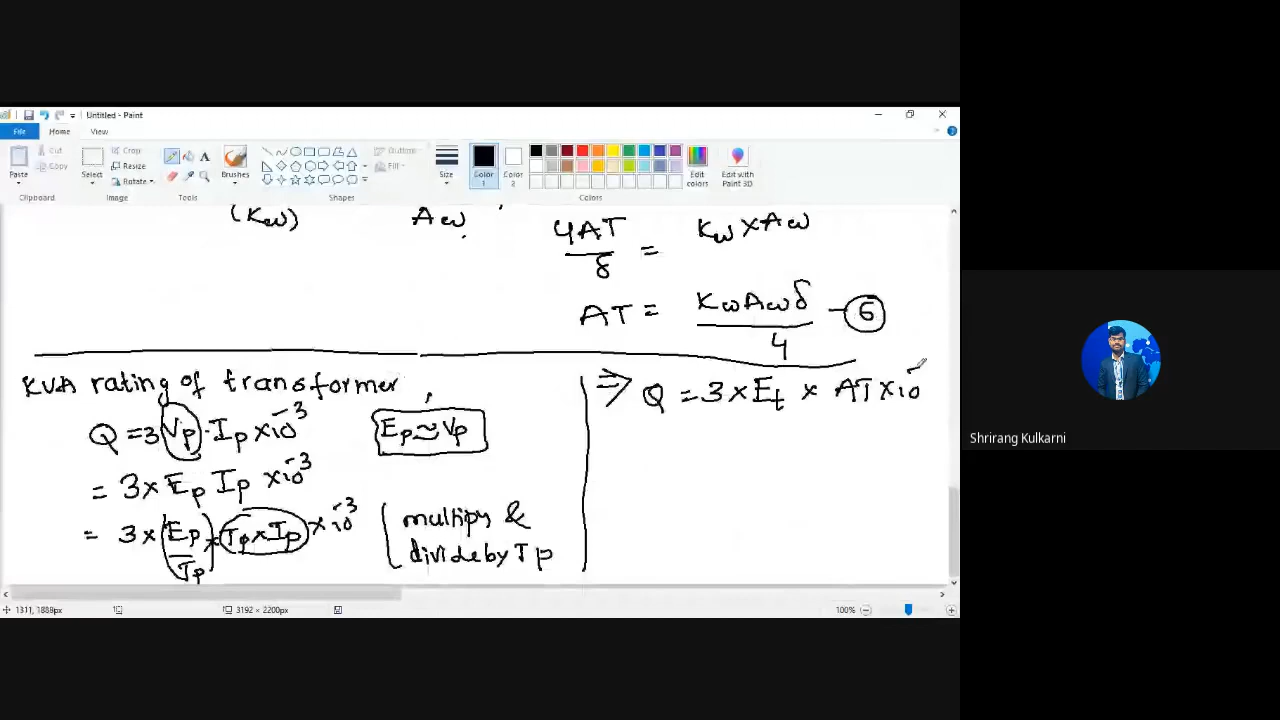 Untitled - Paint
File Home View
Paste
Cut
Copy
Clipboard
Select
Crop
Resize
Rotate
Image
Tools
Brushes
Shapes
Outline
Fill
Size
Color 1
Color 2
Colors
Edit colors
Edit with Paint 3D
(Kω) Aω
4AT/δ = Kω×Aω
AT = KωAωδ/4 - 6
KVA rating of transformer,
Q = 3 Vp · Ip ×10⁻³ Ep≈Vp
= 3× Ep Ip ×10⁻³
= 3× Ep/Tp × Tp×Ip ×10⁻³ multipy & divide by Tp
⇒ Q = 3×Et × AT×10⁻
Shrirang Kulkarni
1311, 1888px
3192 × 2200px
100%